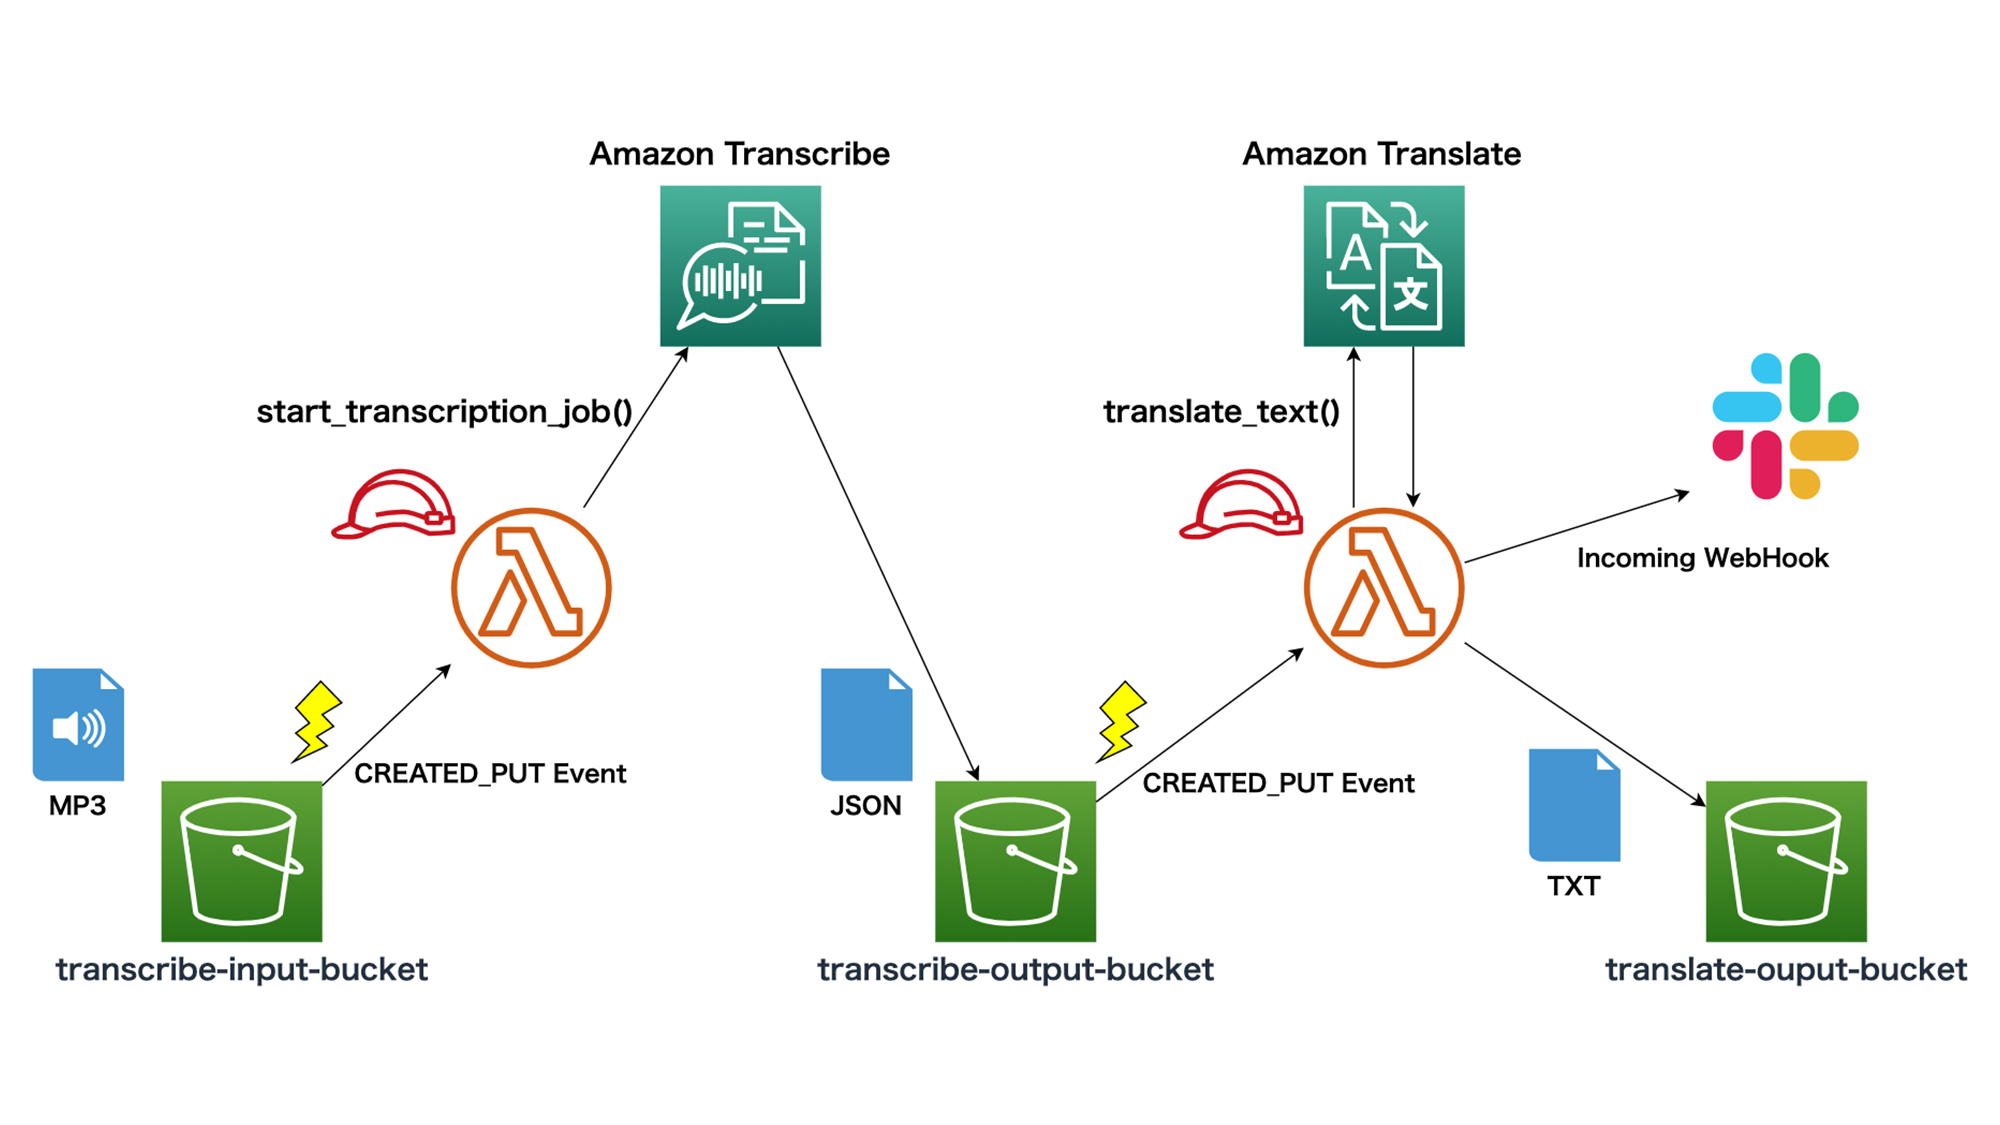 Amazon Transcribe
Amazon Translate
A
文
start_transcription_job()
translate_text()
Incoming WebHook
MP3
CREATED_PUT Event
JSON
CREATED_PUT Event
TXT
transcribe-input-bucket
transcribe-output-bucket
translate-ouput-bucket